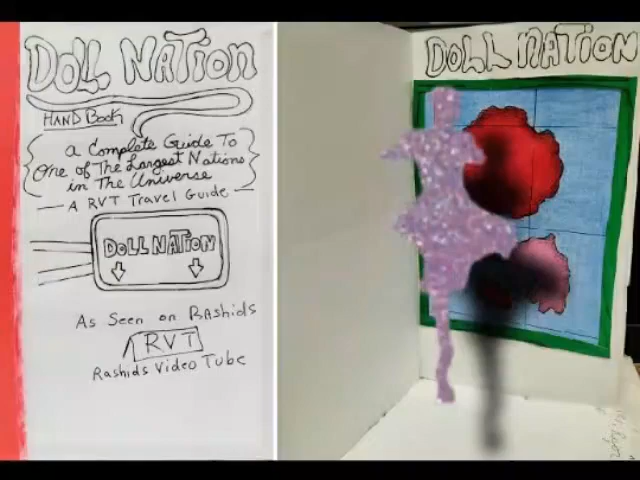 DOLL NATION
HAND Book
a Complete Guide To
One of The Largest Nations
in The Universe
— A RVT Travel Guide —
DOLL NATION
As Seen on RAshids
RVT
Rashids Video Tube
DOLL NATION